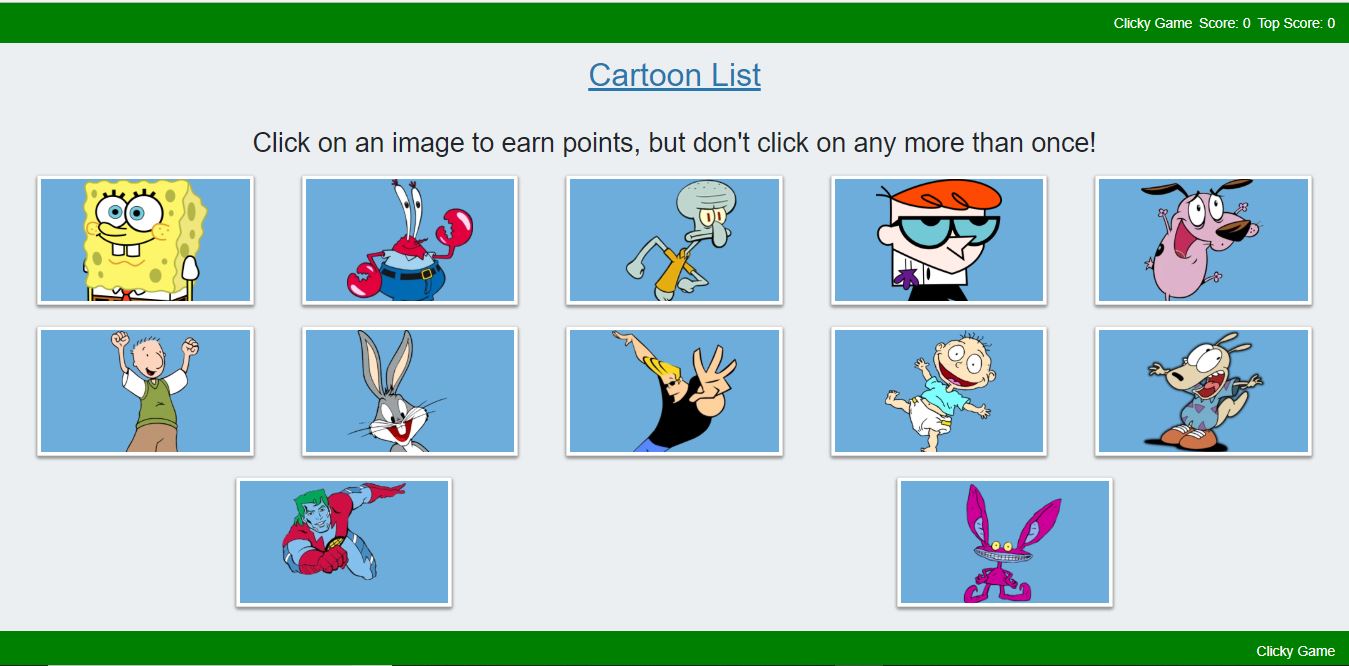 Clicky Game Score: 0 Top Score: 0
Cartoon List
Click on an image to earn points, but don't click on any more than once!
Clicky Game